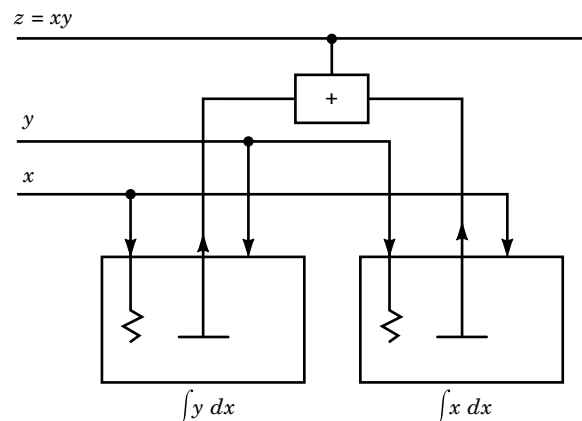 z = xy
+
y
x
∫y dx
∫x dx